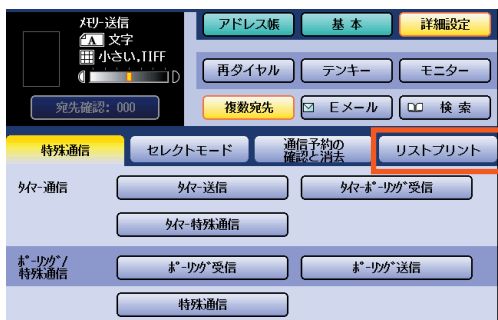 ﾒﾓﾘｰ送信
A 文字
小さい,TIFF
D
宛先確認: 000
アドレス帳
基 本
詳細設定
再ダイヤル
テンキー
モニター
複数宛先
Eメール
検 索
特殊通信
セレクトモード
通信予約の
確認と消去
リストプリント
ﾀｲﾏｰ通信
ﾀｲﾏｰ送信
ﾀｲﾏｰﾎﾟｰﾘﾝｸﾞ受信
ﾀｲﾏｰ特殊通信
ﾎﾟｰﾘﾝｸﾞ/
特殊通信
ﾎﾟｰﾘﾝｸﾞ受信
ﾎﾟｰﾘﾝｸﾞ送信
特殊通信